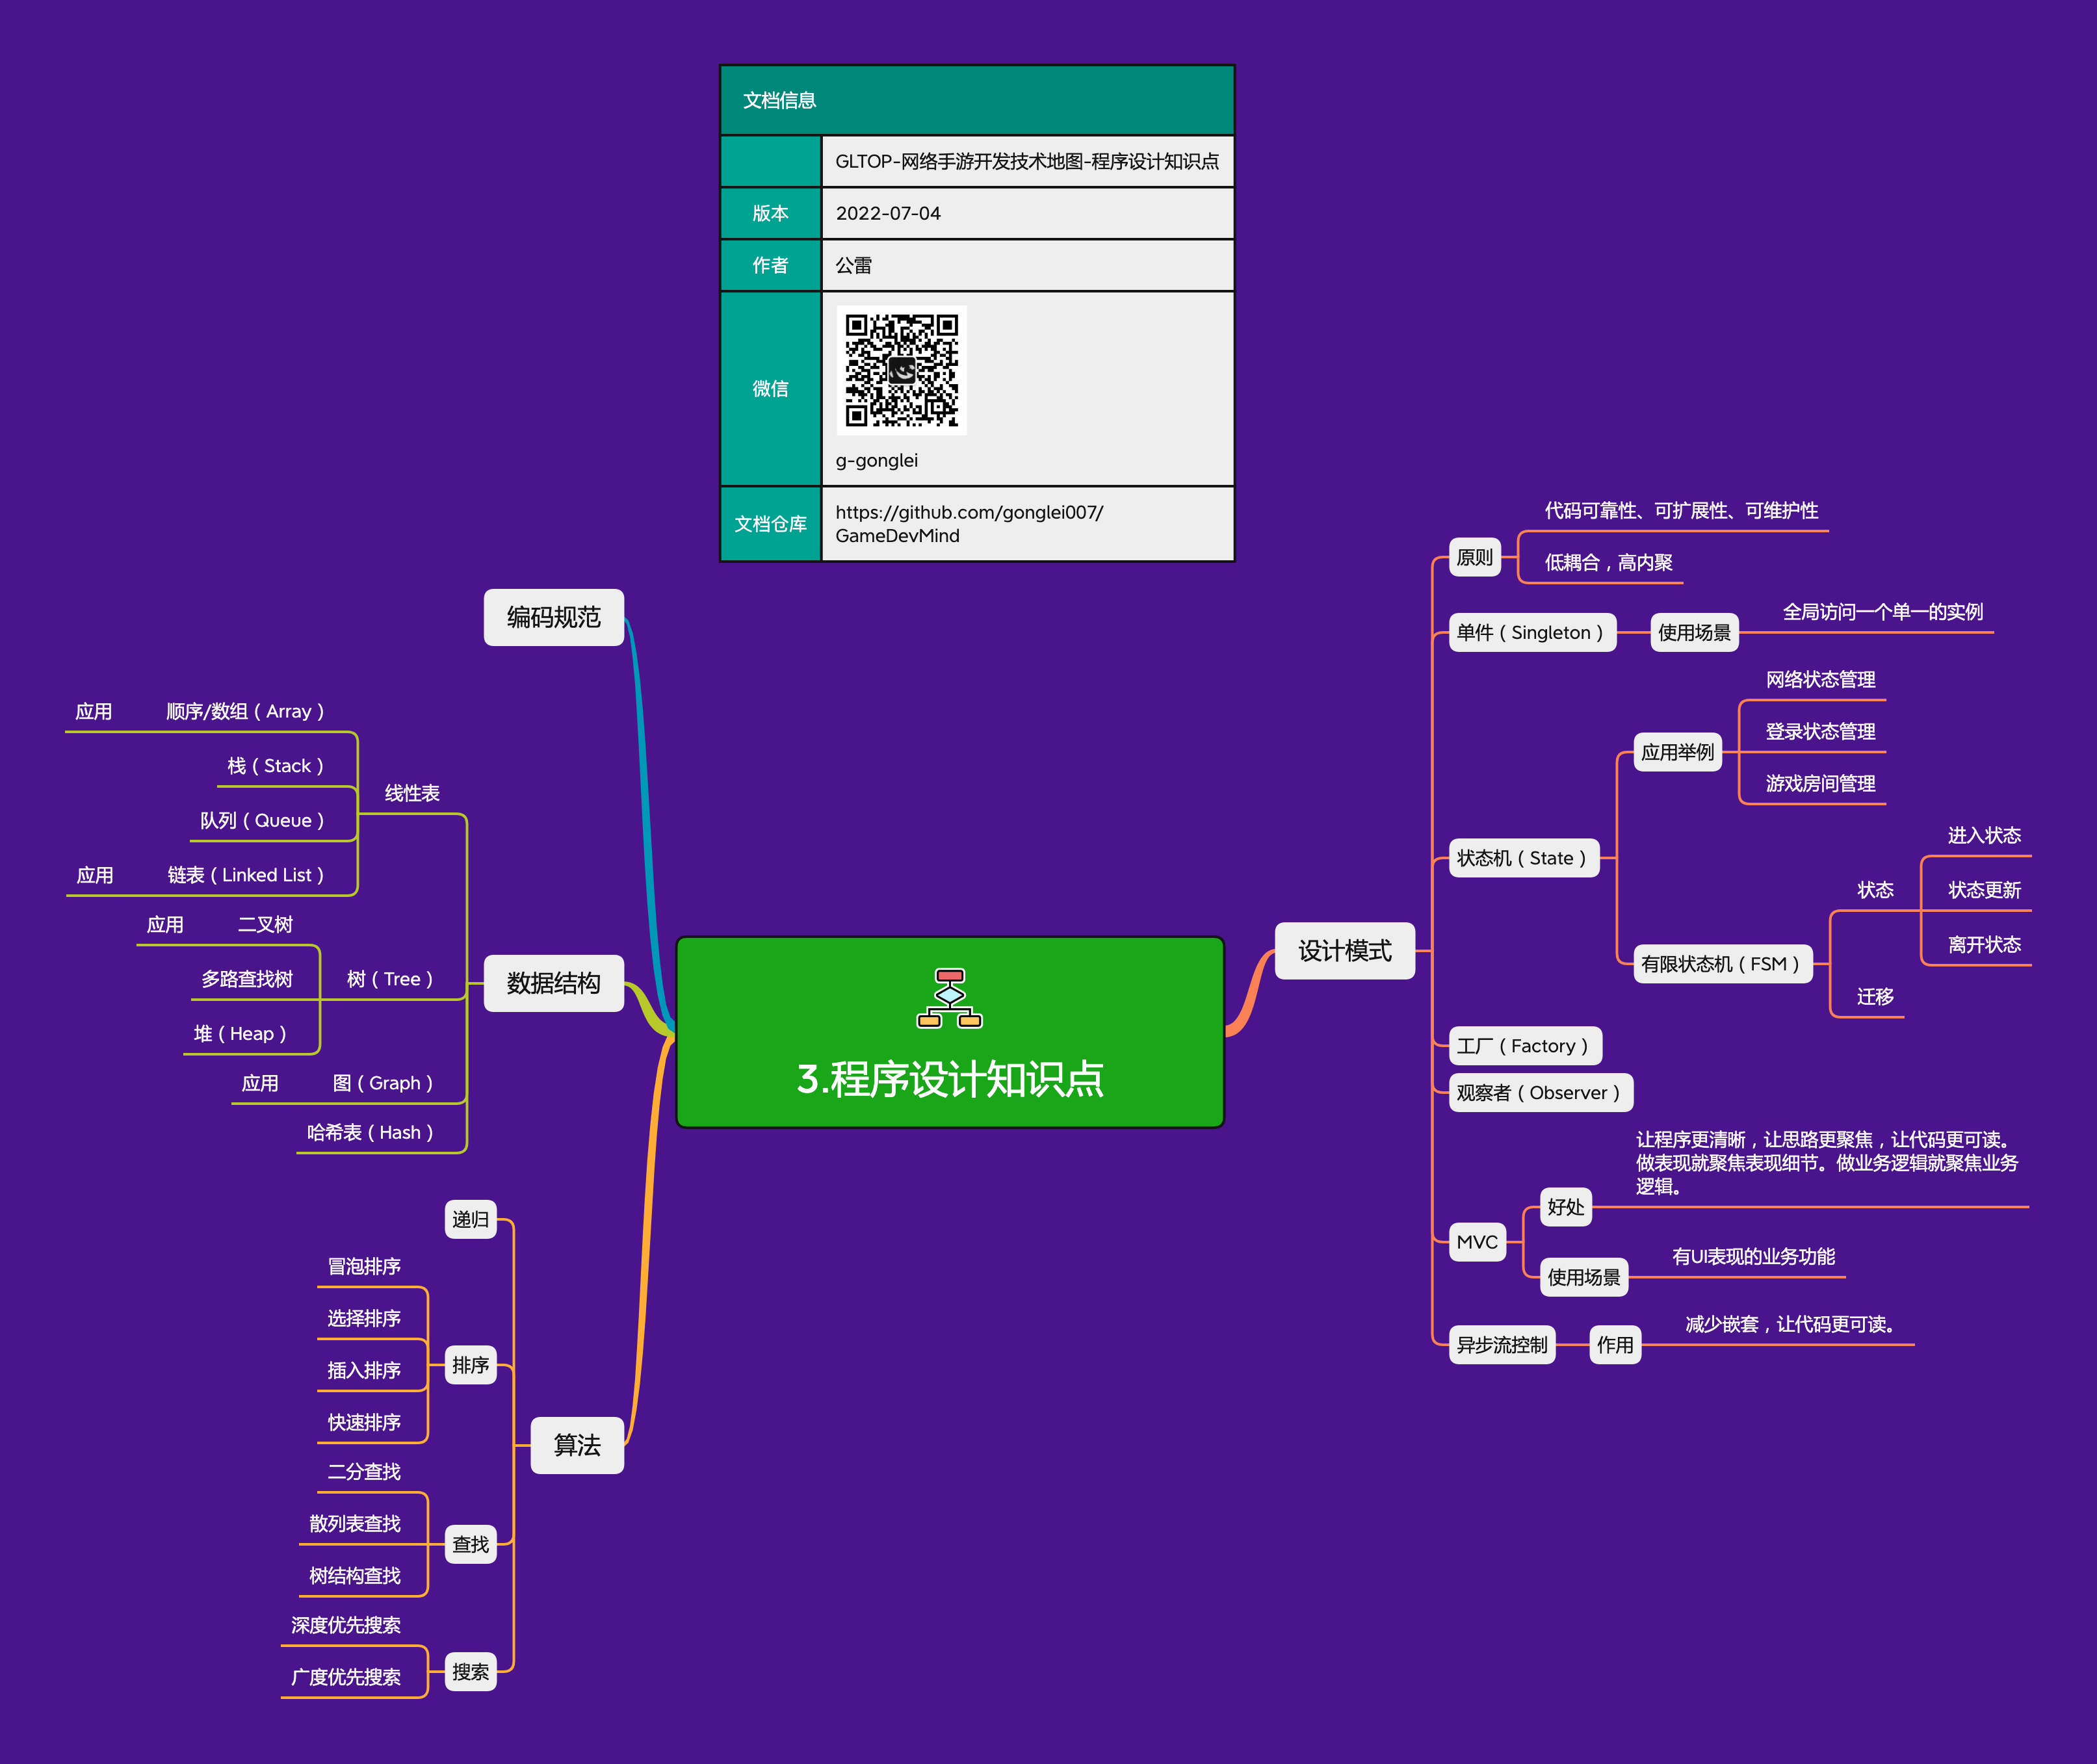 文档信息
GLTOP-网络手游开发技术地图-程序设计知识点
版本
2022-07-04
作者
公雷
微信
g-gonglei
文档仓库
https://github.com/gonglei007/
GameDevMind
3.程序设计知识点
编码规范
数据结构
线性表
顺序/数组（Array）
应用
栈（Stack）
队列（Queue）
链表（Linked List）
应用
树（Tree）
二叉树
应用
多路查找树
堆（Heap）
图（Graph）
应用
哈希表（Hash）
算法
递归
排序
冒泡排序
选择排序
插入排序
快速排序
查找
二分查找
散列表查找
树结构查找
搜索
深度优先搜索
广度优先搜索
设计模式
原则
代码可靠性、可扩展性、可维护性
低耦合，高内聚
单件（Singleton）
使用场景
全局访问一个单一的实例
状态机（State）
应用举例
网络状态管理
登录状态管理
游戏房间管理
有限状态机（FSM）
状态
进入状态
状态更新
离开状态
迁移
工厂（Factory）
观察者（Observer）
MVC
好处
让程序更清晰，让思路更聚焦，让代码更可读。
做表现就聚焦表现细节。做业务逻辑就聚焦业务
逻辑。
使用场景
有UI表现的业务功能
异步流控制
作用
减少嵌套，让代码更可读。